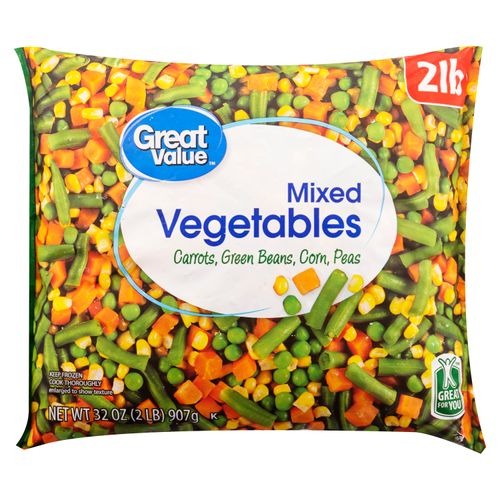 2lb
Great
Value™
Mixed
Vegetables
Carrots, Green Beans, Corn, Peas
KEEP FROZEN
COOK THOROUGHLY
enlarged to show texture
NET WT 32 OZ (2 LB) 907g K
GREAT
FOR YOU